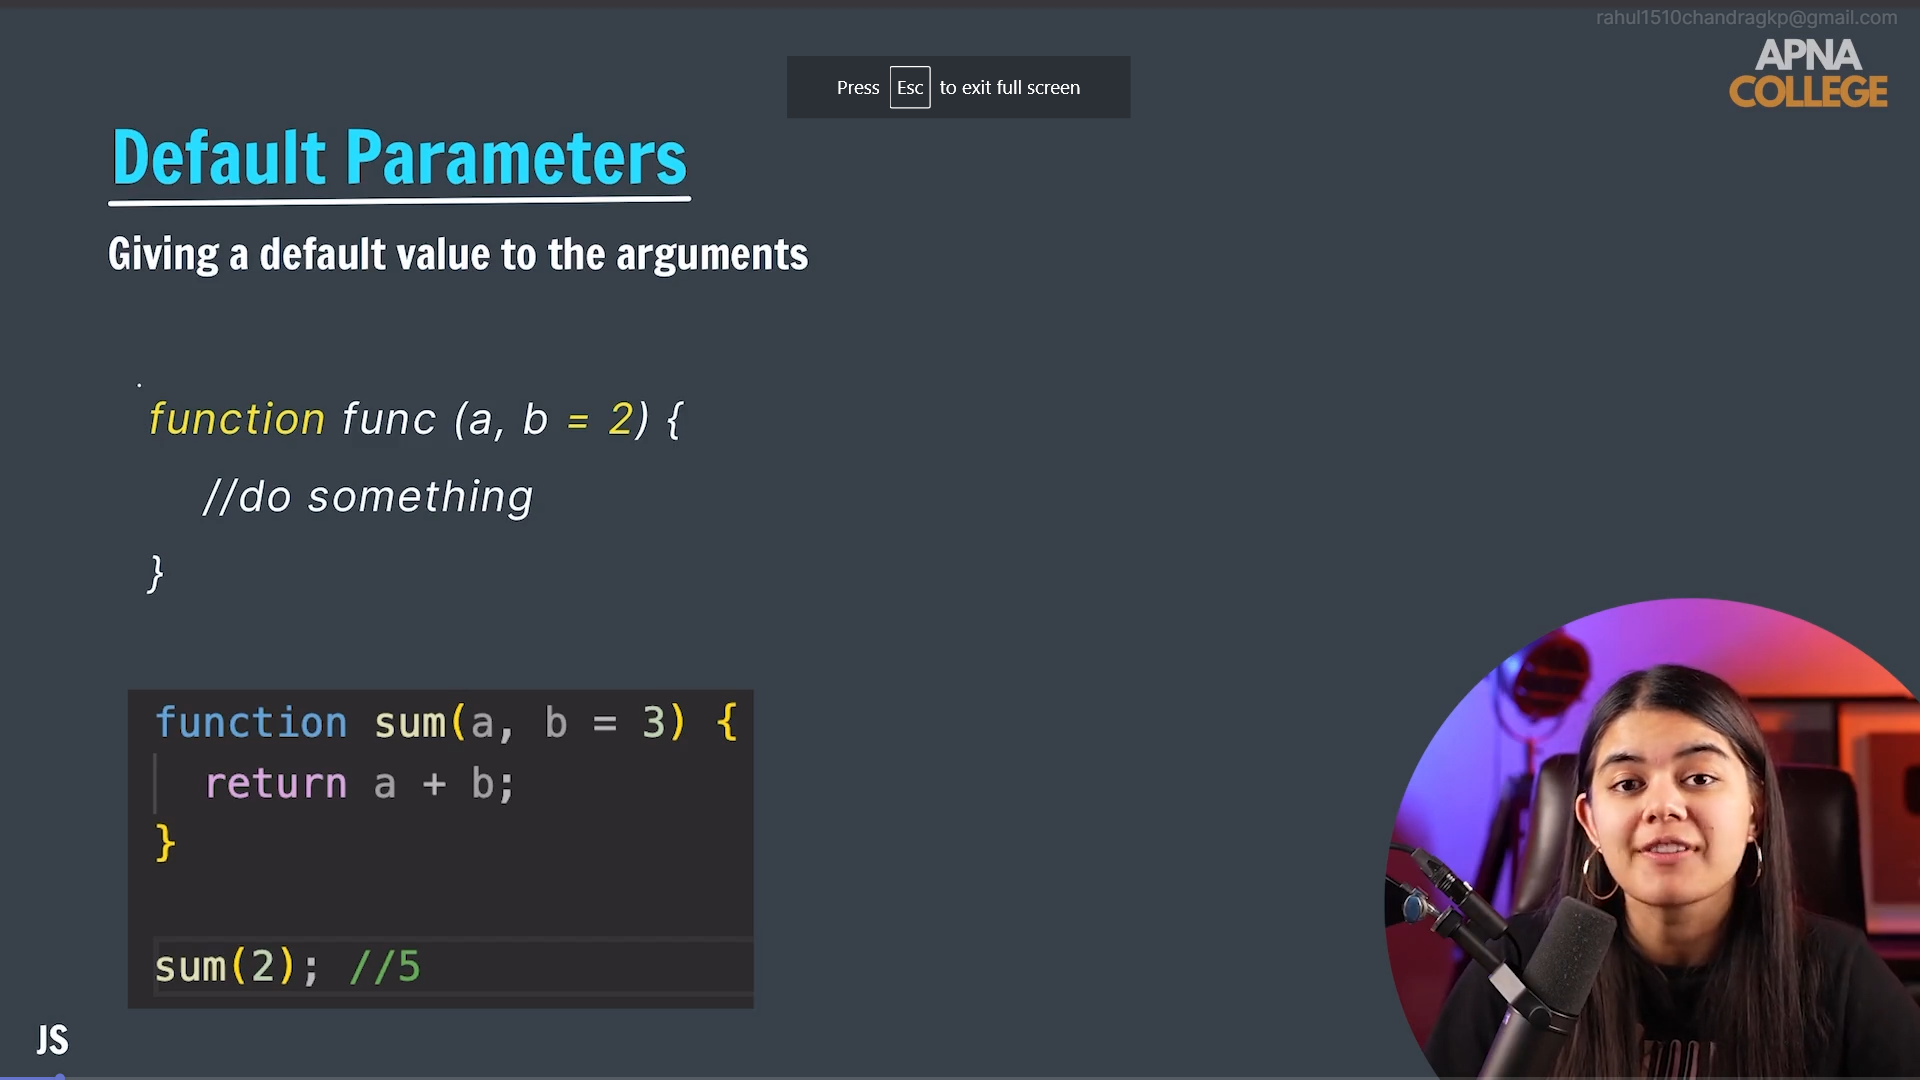 rahul1510chandragkp@gmail.com
APNA
COLLEGE
Press Esc to exit full screen
Default Parameters
Giving a default value to the arguments
function func (a, b = 2) {
//do something
}
function sum(a, b = 3) {
return a + b;
}
sum(2); //5
JS